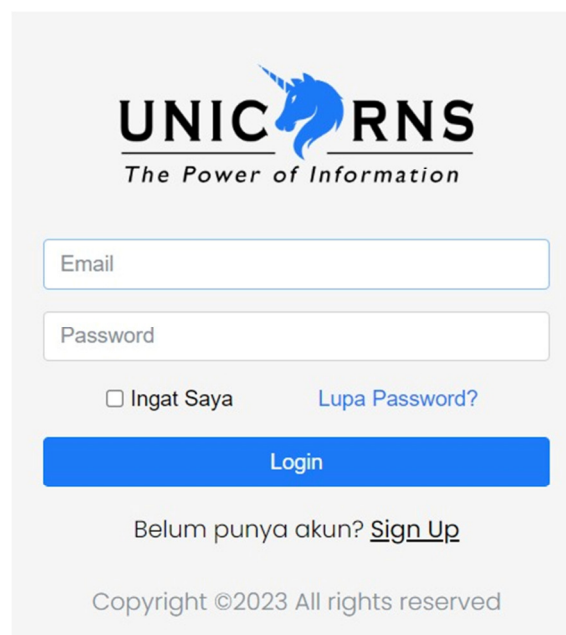 UNICORNS
The Power of Information
Email
Password
Ingat Saya Lupa Password?
Login
Belum punya akun? Sign Up
Copyright ©2023 All rights reserved